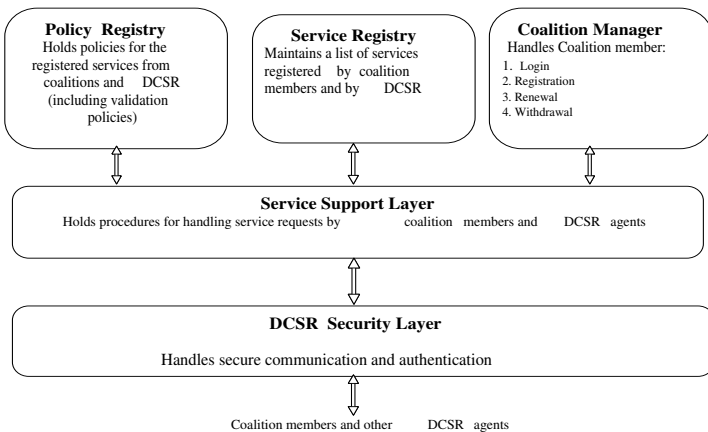 Policy Registry
Holds policies for the
registered services from
coalitions and DCSR
(including validation
policies)
Service Registry
Maintains a list of services
registered by coalition
members and by DCSR
Coalition Manager
Handles Coalition member:
1. Login
2. Registration
3. Renewal
4. Withdrawal
Service Support Layer
Holds procedures for handling service requests by coalition members and DCSR agents
DCSR Security Layer
Handles secure communication and authentication
Coalition members and other DCSR agents